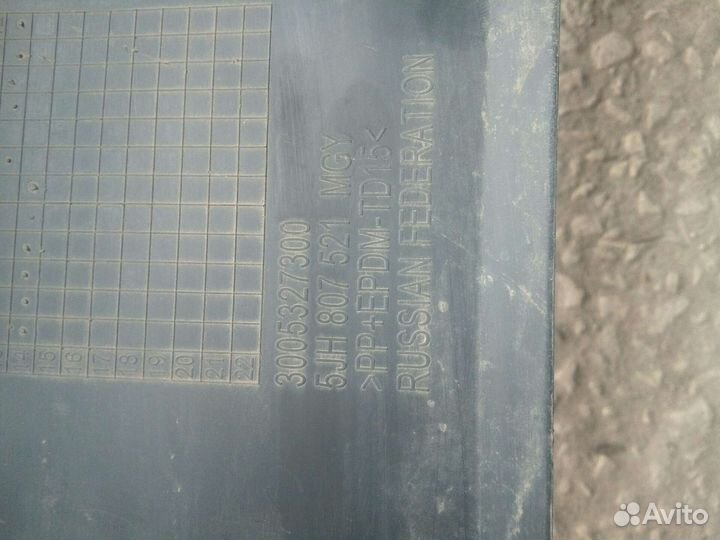 3005327300
5JH 807 521 MGY
>PP+EPDM-TD15<
RUSSIAN FEDERATION
14 15 16 17 18 19 20 21 22
Avito